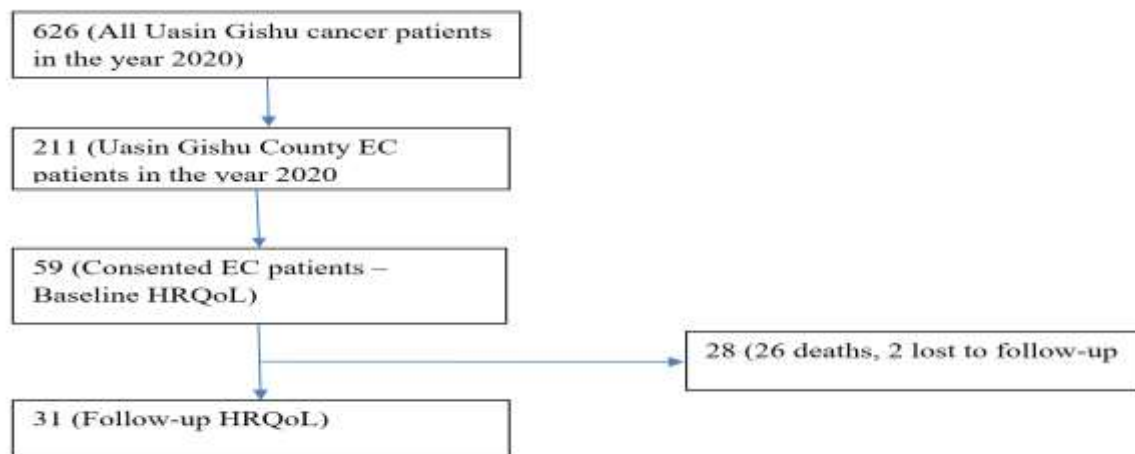 626 (All Uasin Gishu cancer patients
in the year 2020)
211 (Uasin Gishu County EC
patients in the year 2020
59 (Consented EC patients –
Baseline HRQoL)
28 (26 deaths, 2 lost to follow-up
31 (Follow-up HRQoL)